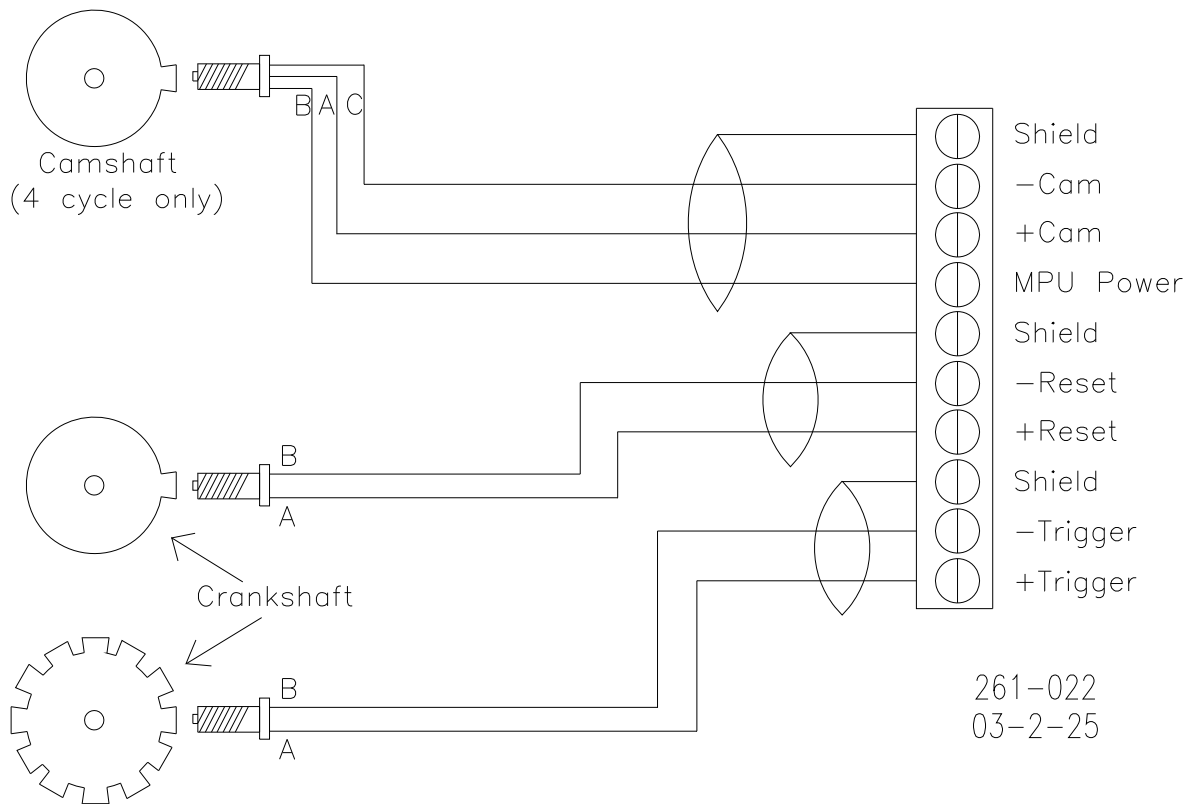 B A C
Camshaft
(4 cycle only)
Shield
-Cam
+Cam
MPU Power
Shield
-Reset
+Reset
Shield
-Trigger
+Trigger
B
A
Crankshaft
B
A
261-022
03-2-25